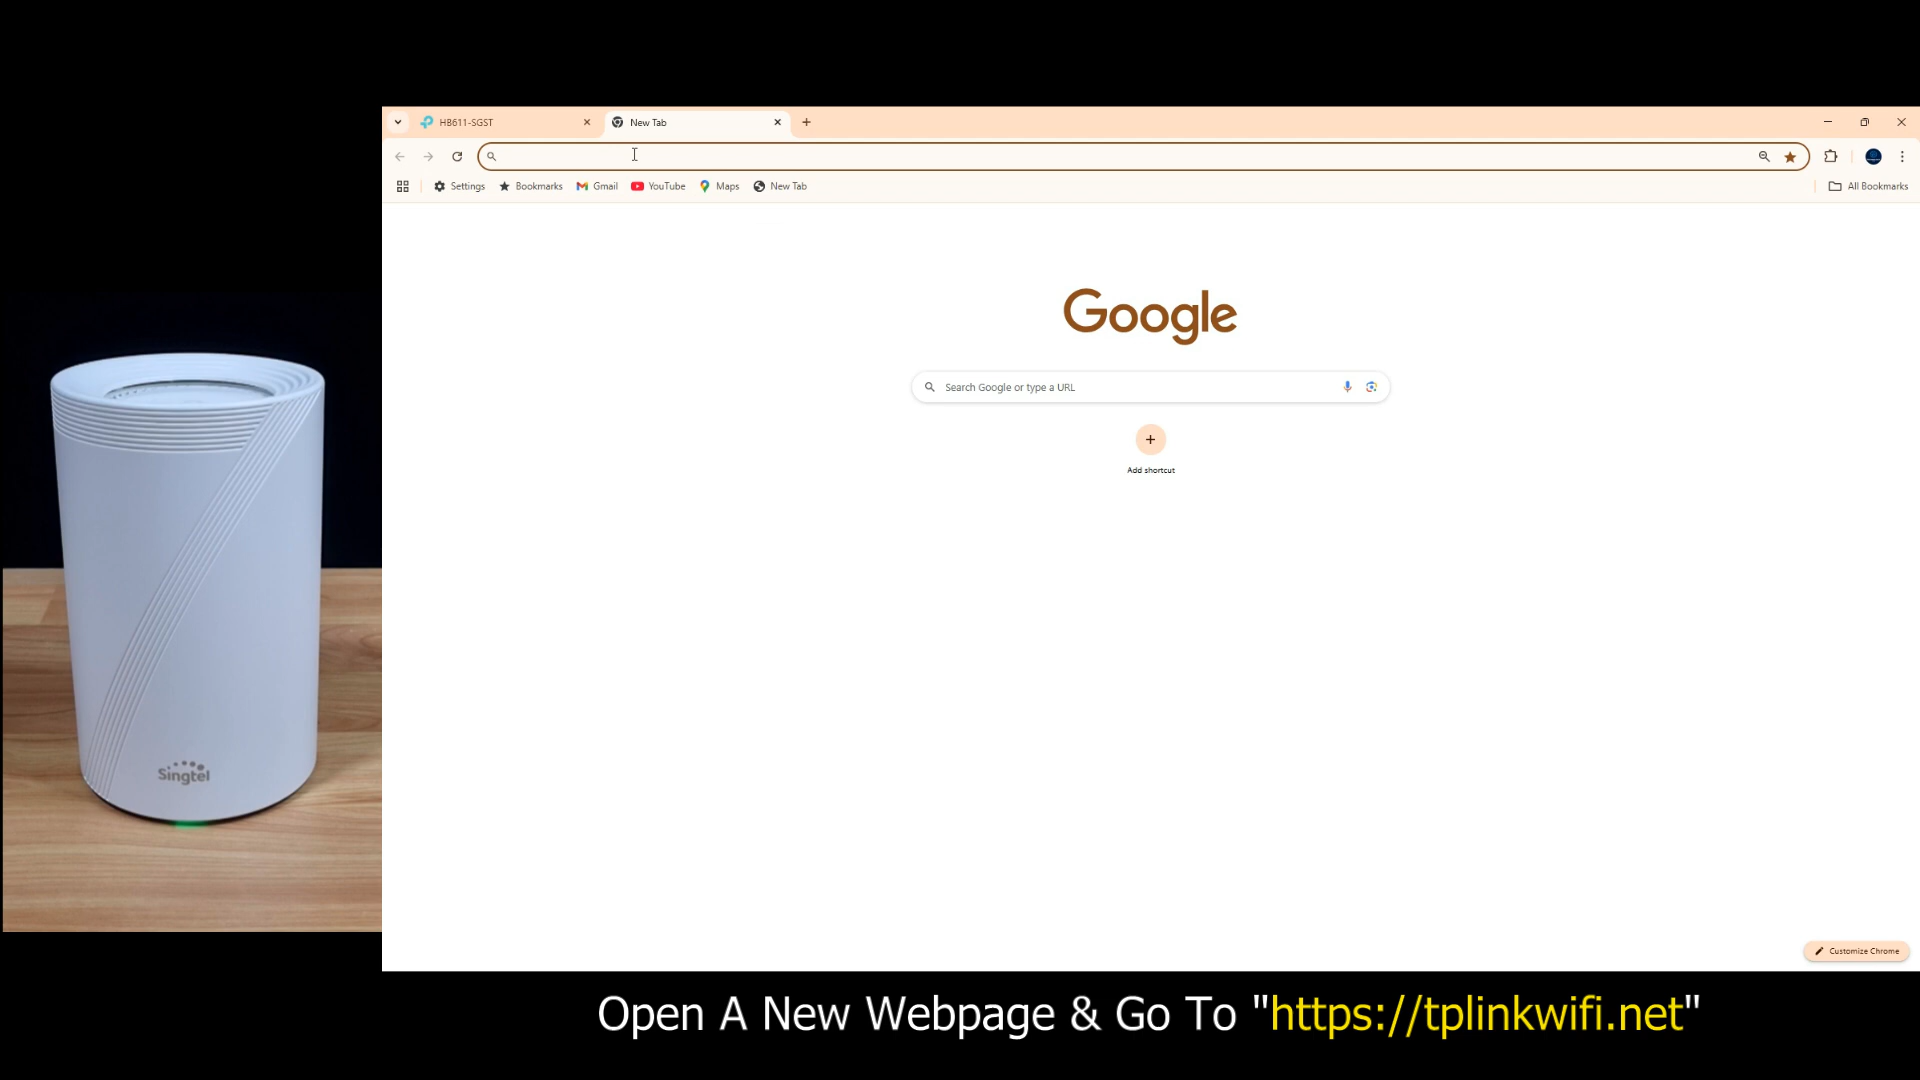 HB611-SGST
New Tab
Settings
Bookmarks
Gmail
YouTube
Maps
New Tab
All Bookmarks
Google
Search Google or type a URL
Add shortcut
Singtel
Customize Chrome
Open A New Webpage & Go To "https://tplinkwifi.net"